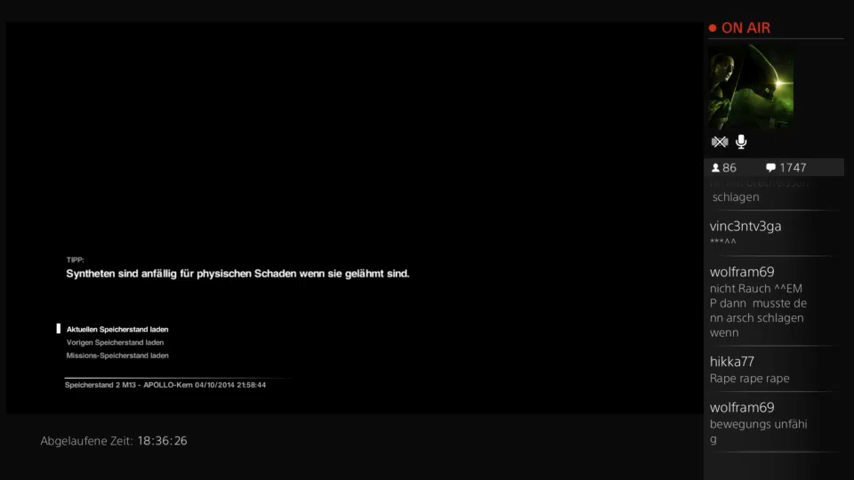 ON AIR
86 1747
schlagen
vinc3ntv3ga
***^^
wolfram69
nicht Rauch ^^EM
P dann musste de
nn arsch schlagen
wenn
hikka77
Rape rape rape
wolfram69
bewegungs unfähi
g
TIPP:
Syntheten sind anfällig für physischen Schaden wenn sie gelähmt sind.
Aktuellen Speicherstand laden
Vorigen Speicherstand laden
Missions-Speicherstand laden
Speicherstand 2 M13 - APOLLO-Kern 04/10/2014 21:58:44
Abgelaufene Zeit: 18:36:26